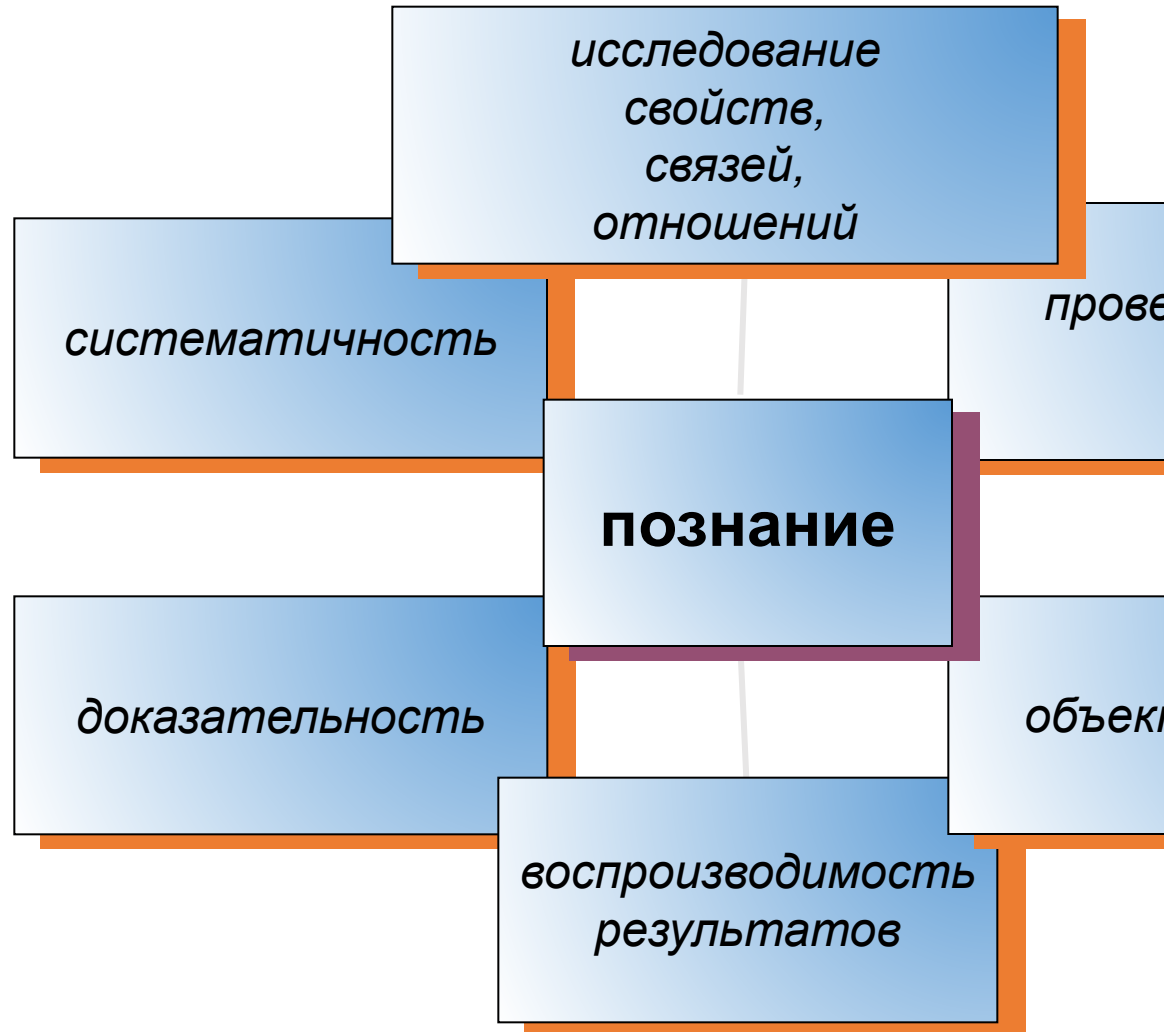 исследование
свойств,
связей,
отношений
систематичность
познание
доказательность
воспроизводимость
результатов